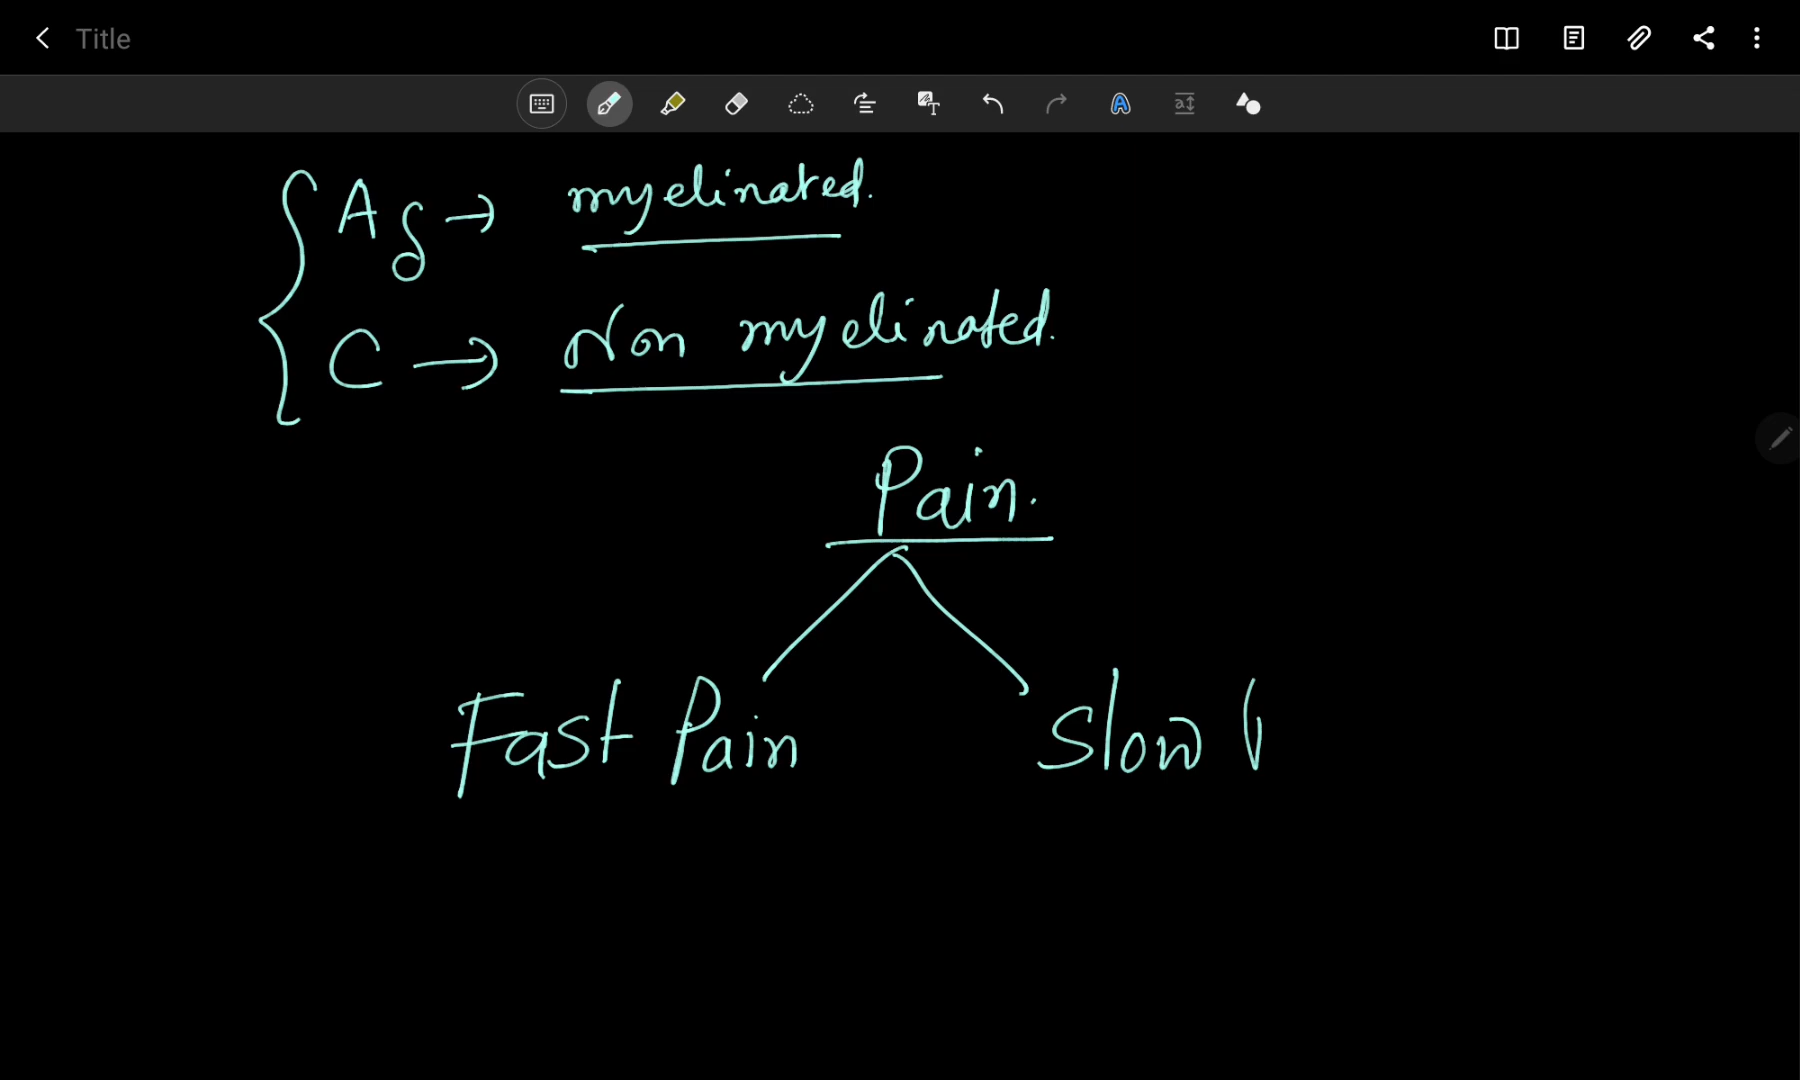 Title
Aδ → myelinated.
C → Non myelinated.
Pain.
Fast Pain Slow